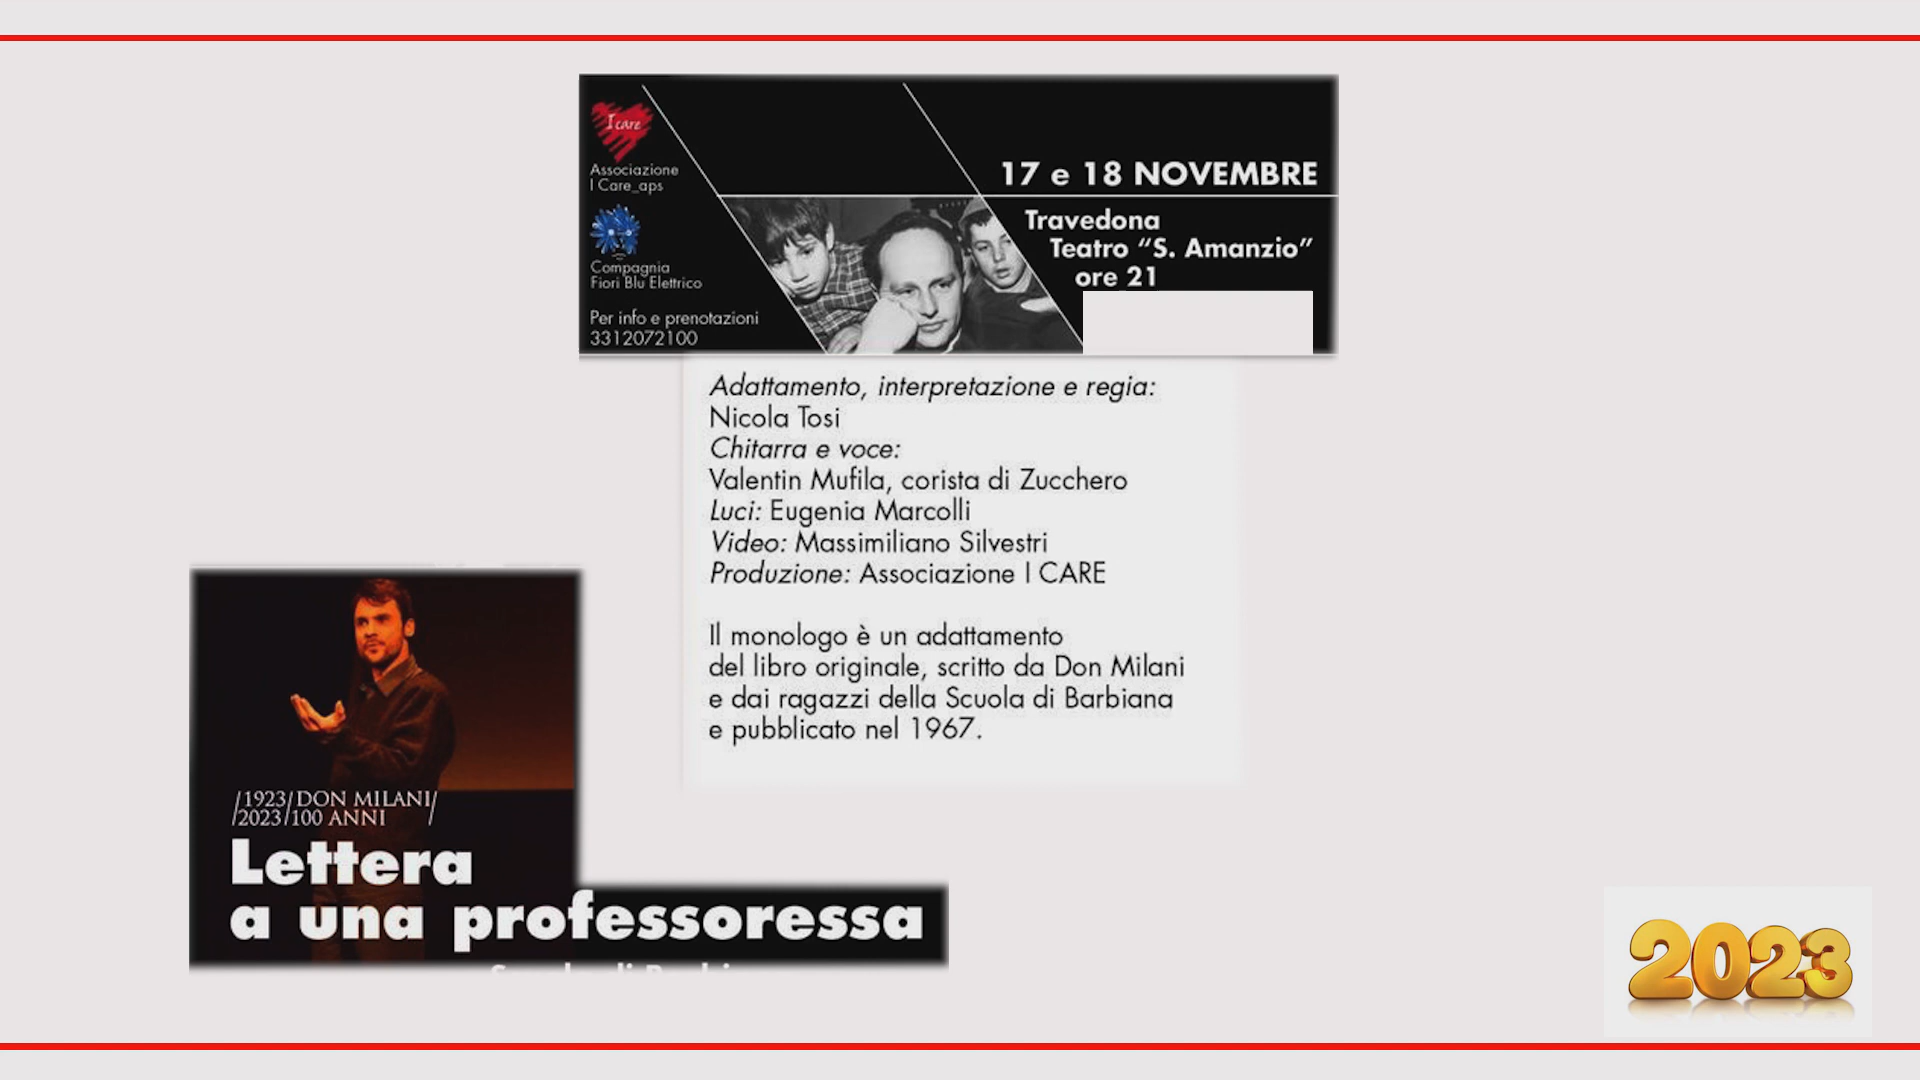 I care
Associazione
I Care_aps
Compagnia
Fiori Blu Elettrico
Per info e prenotazioni
3312072100
17 e 18 NOVEMBRE
Travedona
Teatro “S. Amanzio”
ore 21
Adattamento, interpretazione e regia:
Nicola Tosi
Chitarra e voce:
Valentin Mufila, corista di Zucchero
Luci: Eugenia Marcolli
Video: Massimiliano Silvestri
Produzione: Associazione I CARE
Il monologo è un adattamento
del libro originale, scritto da Don Milani
e dai ragazzi della Scuola di Barbiana
e pubblicato nel 1967.
/1923/DON MILANI/
/2023/100 ANNI /
Lettera
a una professoressa
2023